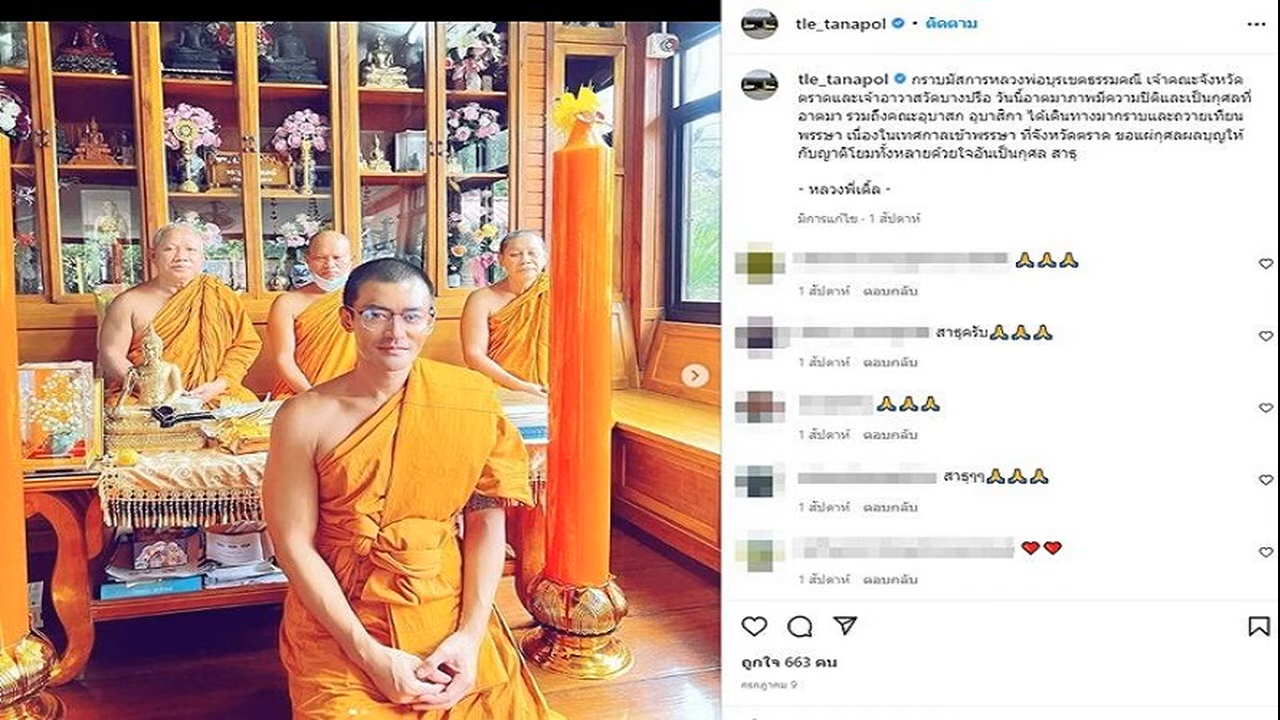 tle_tanapol • ติดตาม
tle_tanapol กราบมัสการหลวงพ่อบุรเขตธรรมคณี เจ้าคณะจังหวัด
ตราดและเจ้าอาวาสวัดบางปรือ วันนี้อาตมาภาพมีความปิติและเป็นกุศลที่
อาตมา รวมถึงคณะอุบาสก อุบาสิกา ได้เดินทางมากราบและถวายเทียน
พรรษา เนื่องในเทศกาลเข้าพรรษา ที่จังหวัดตราด ขอแผ่กุศลผลบุญให้
กับญาติโยมทั้งหลายด้วยใจอันเป็นกุศล สาธุ
- หลวงพี่เติ้ล -
มีการแก้ไข · 1 สัปดาห์
🙏🙏🙏
1 สัปดาห์ ตอบกลับ
สาธุครับ🙏🙏🙏
1 สัปดาห์ ตอบกลับ
🙏🙏🙏
1 สัปดาห์ ตอบกลับ
สาธุๆๆ🙏🙏🙏
1 สัปดาห์ ตอบกลับ
❤️❤️
1 สัปดาห์ ตอบกลับ
ถูกใจ 663 คน
กรกฎาคม 9